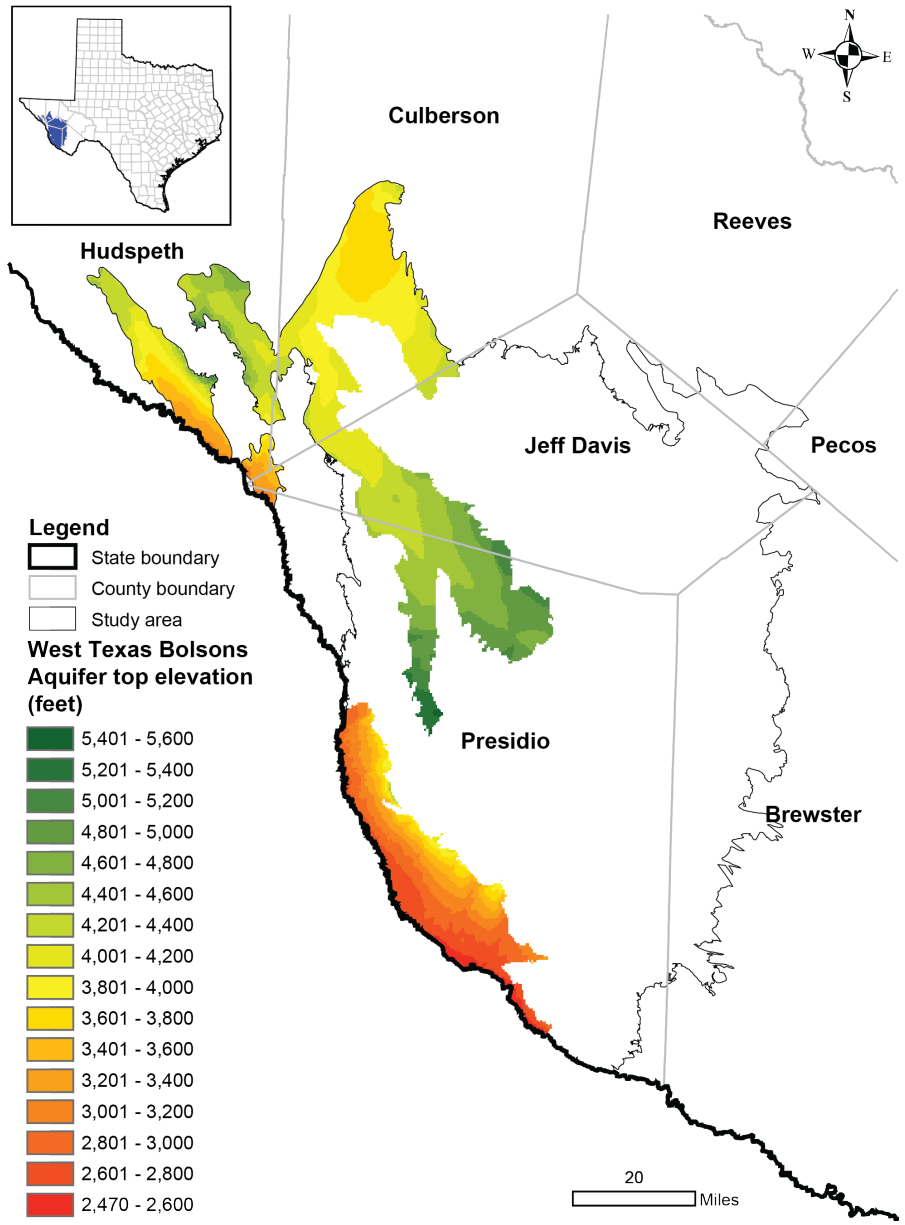 N
W E
S
Culberson
Reeves
Hudspeth
Jeff Davis
Pecos
Presidio
Brewster
Legend
State boundary
County boundary
Study area
West Texas Bolsons
Aquifer top elevation
(feet)
5,401 - 5,600
5,201 - 5,400
5,001 - 5,200
4,801 - 5,000
4,601 - 4,800
4,401 - 4,600
4,201 - 4,400
4,001 - 4,200
3,801 - 4,000
3,601 - 3,800
3,401 - 3,600
3,201 - 3,400
3,001 - 3,200
2,801 - 3,000
2,601 - 2,800
2,470 - 2,600
20
Miles